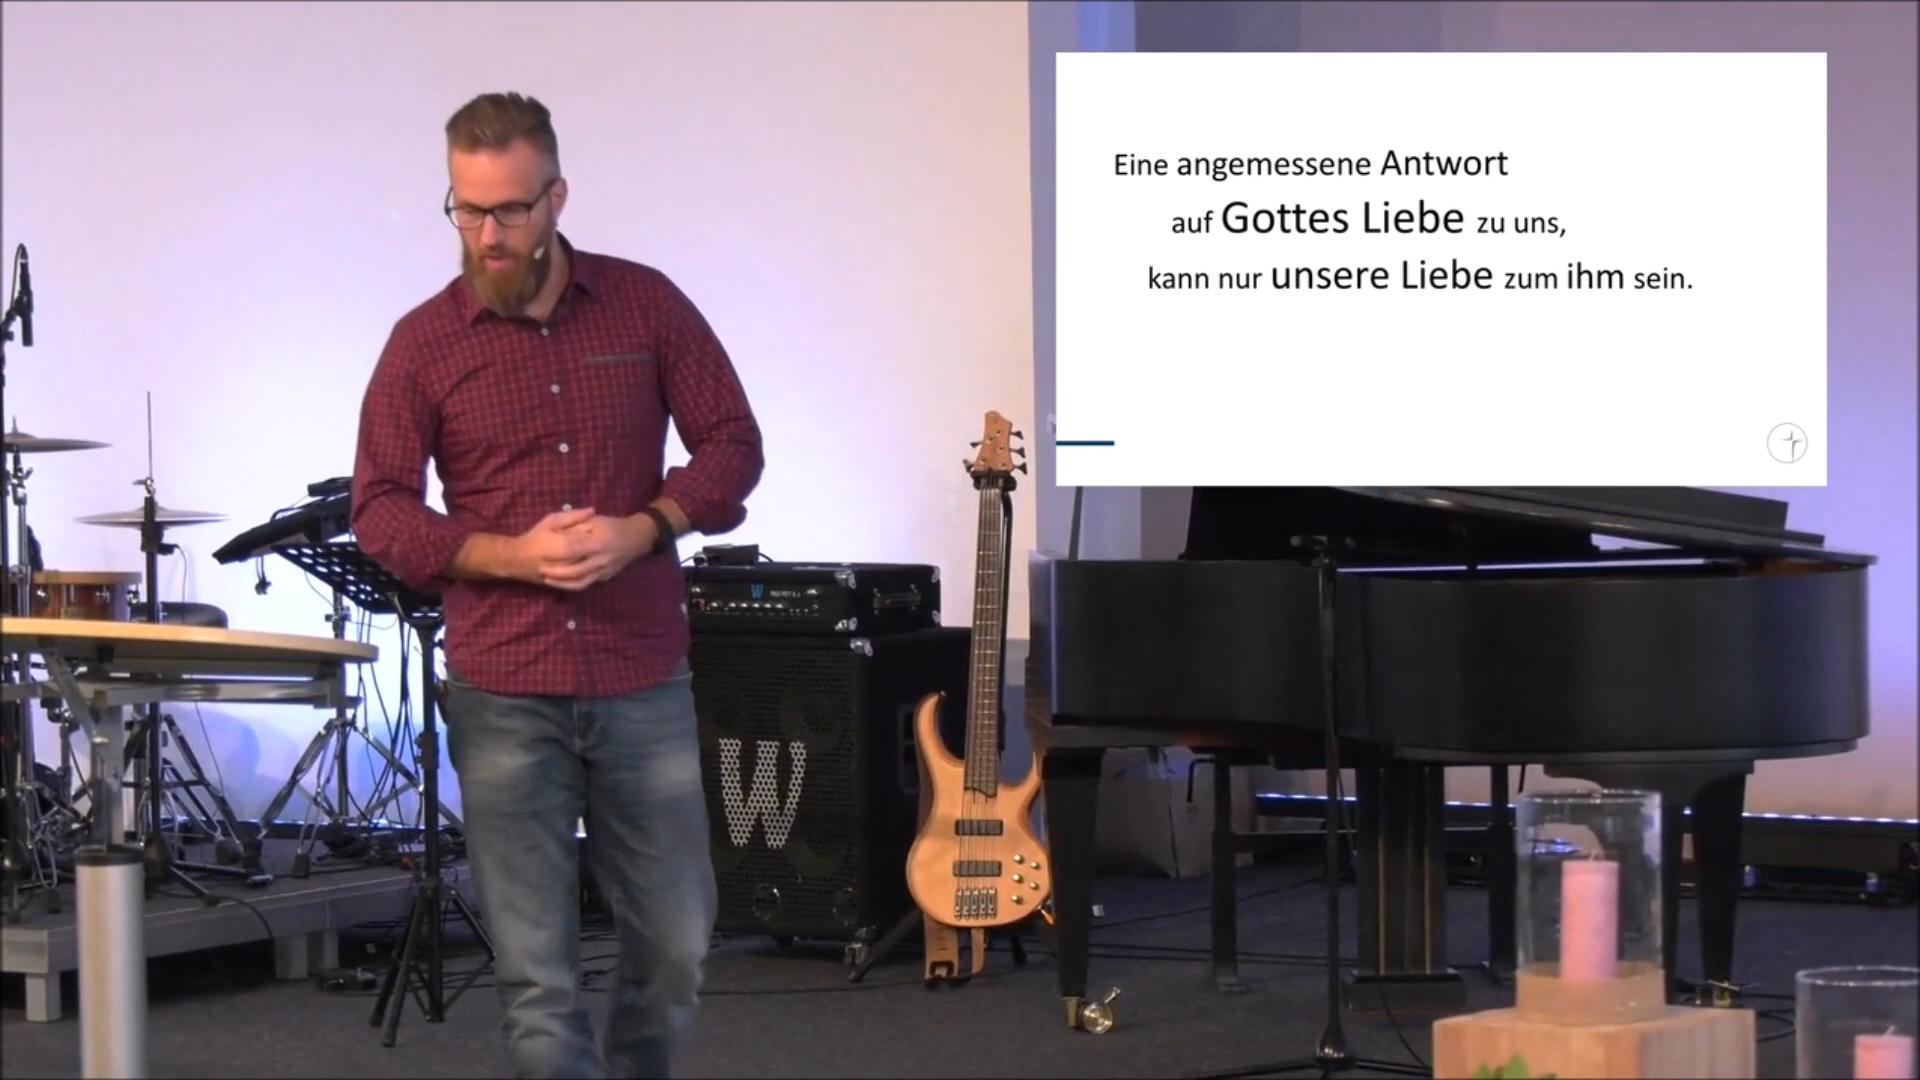 Eine angemessene Antwort
auf Gottes Liebe zu uns,
kann nur unsere Liebe zum ihm sein.
W
W